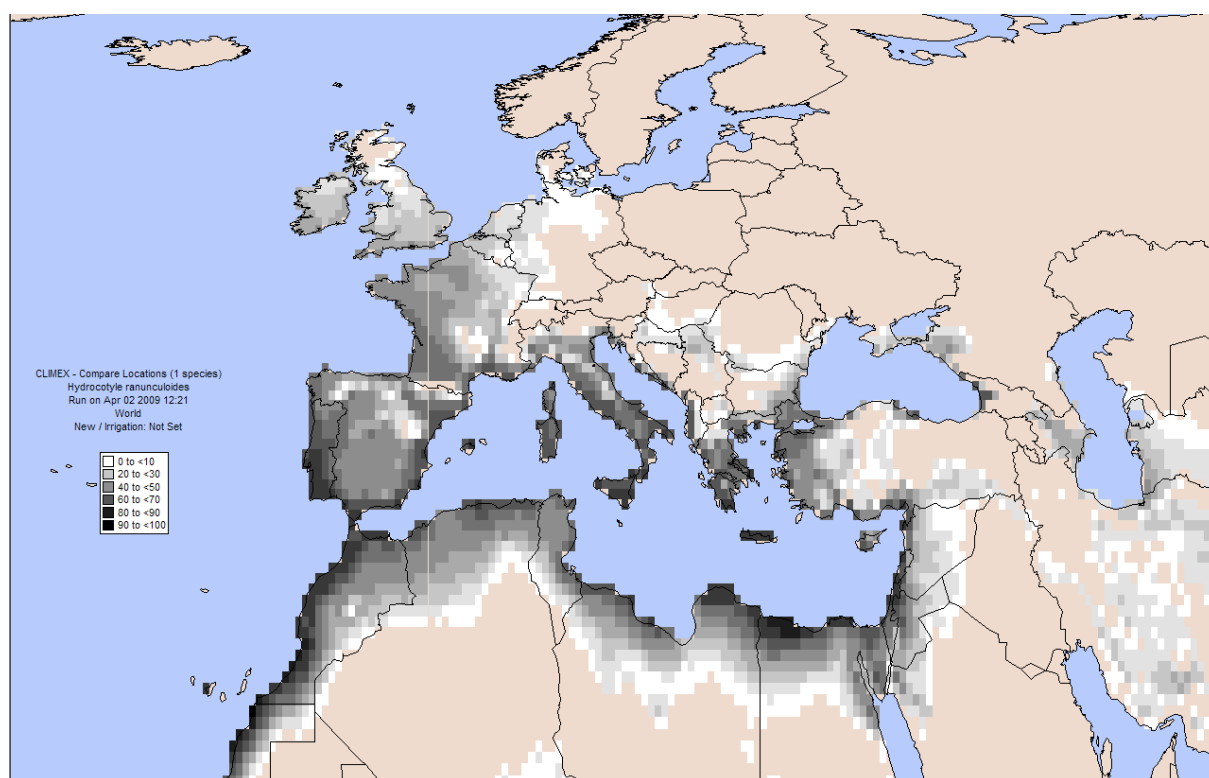 CLIMEX - Compare Locations (1 species)
Hydrocotyle ranunculoides
Run on Apr 02 2009 12:21
World
New / Irrigation: Not Set
0 to <10
20 to <30
40 to <50
60 to <70
80 to <90
90 to <100